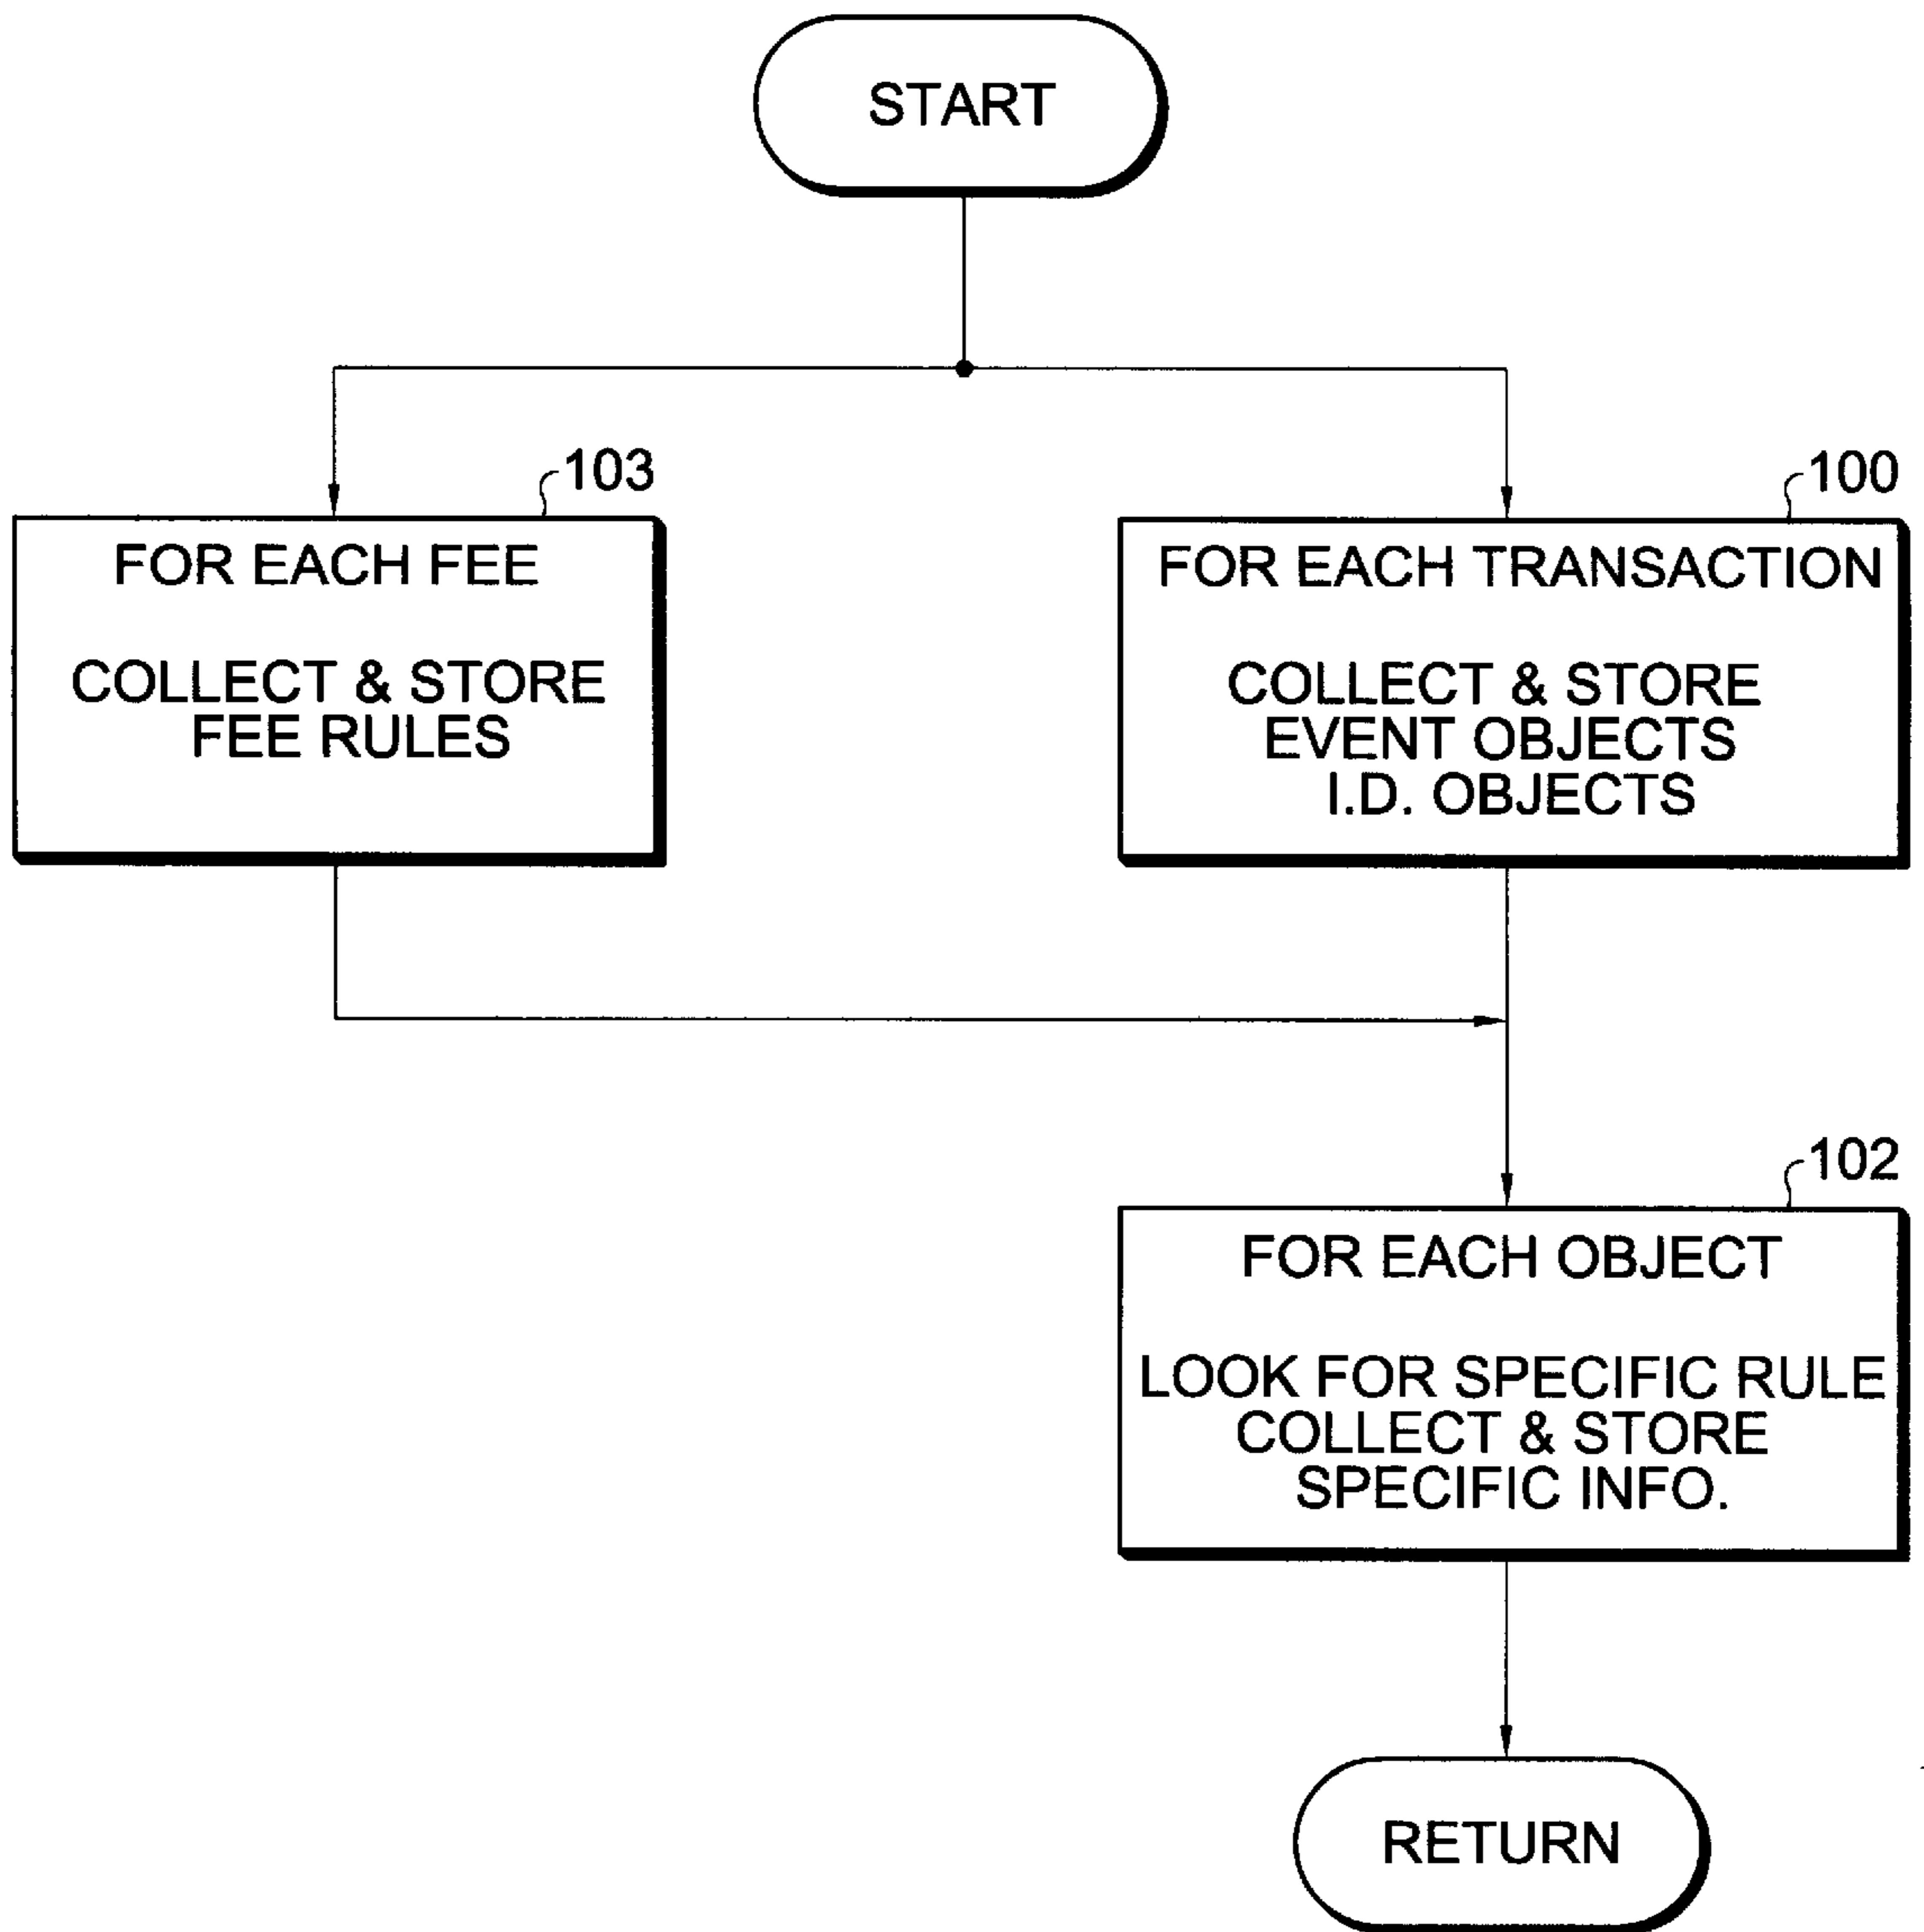 START
103
FOR EACH FEE
COLLECT & STORE
FEE RULES
100
FOR EACH TRANSACTION
COLLECT & STORE
EVENT OBJECTS
I.D. OBJECTS
102
FOR EACH OBJECT
LOOK FOR SPECIFIC RULE
COLLECT & STORE
SPECIFIC INFO.
RETURN